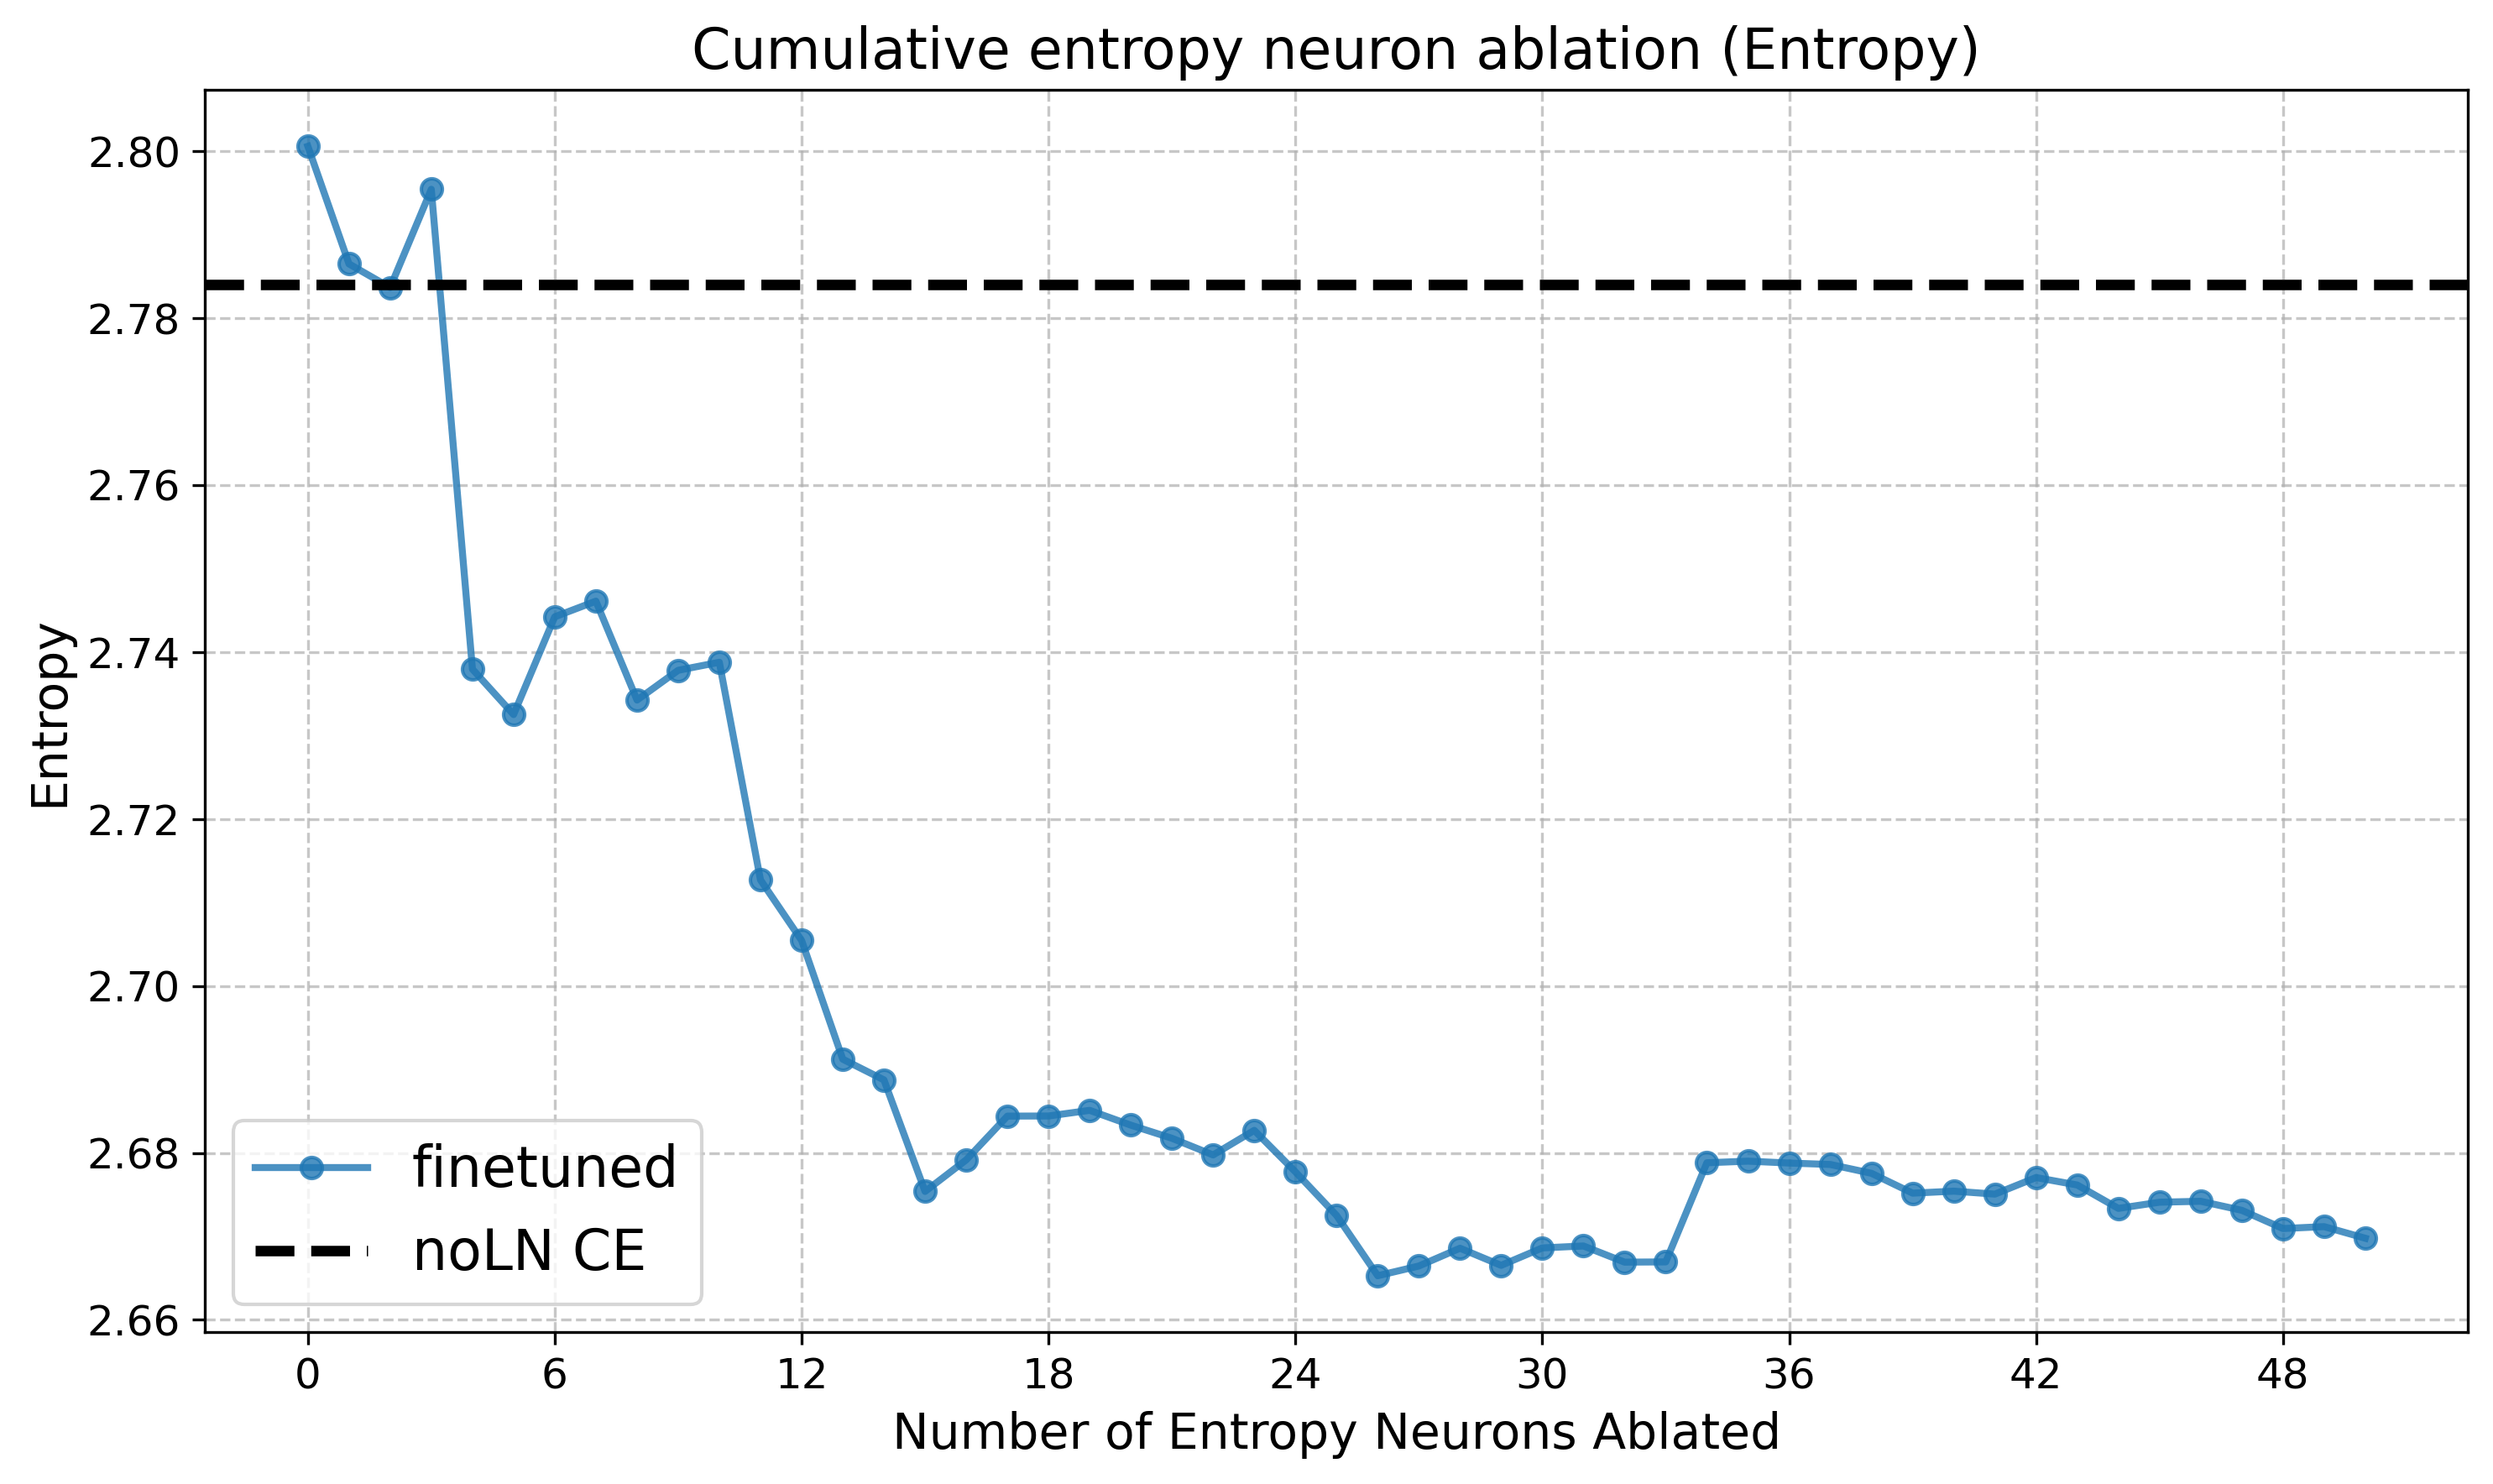 Cumulative entropy neuron ablation (Entropy)
Entropy
2.80
2.78
2.76
2.74
2.72
2.70
2.68
2.66
finetuned
noLN CE
0 6 12 18 24 30 36 42 48
Number of Entropy Neurons Ablated